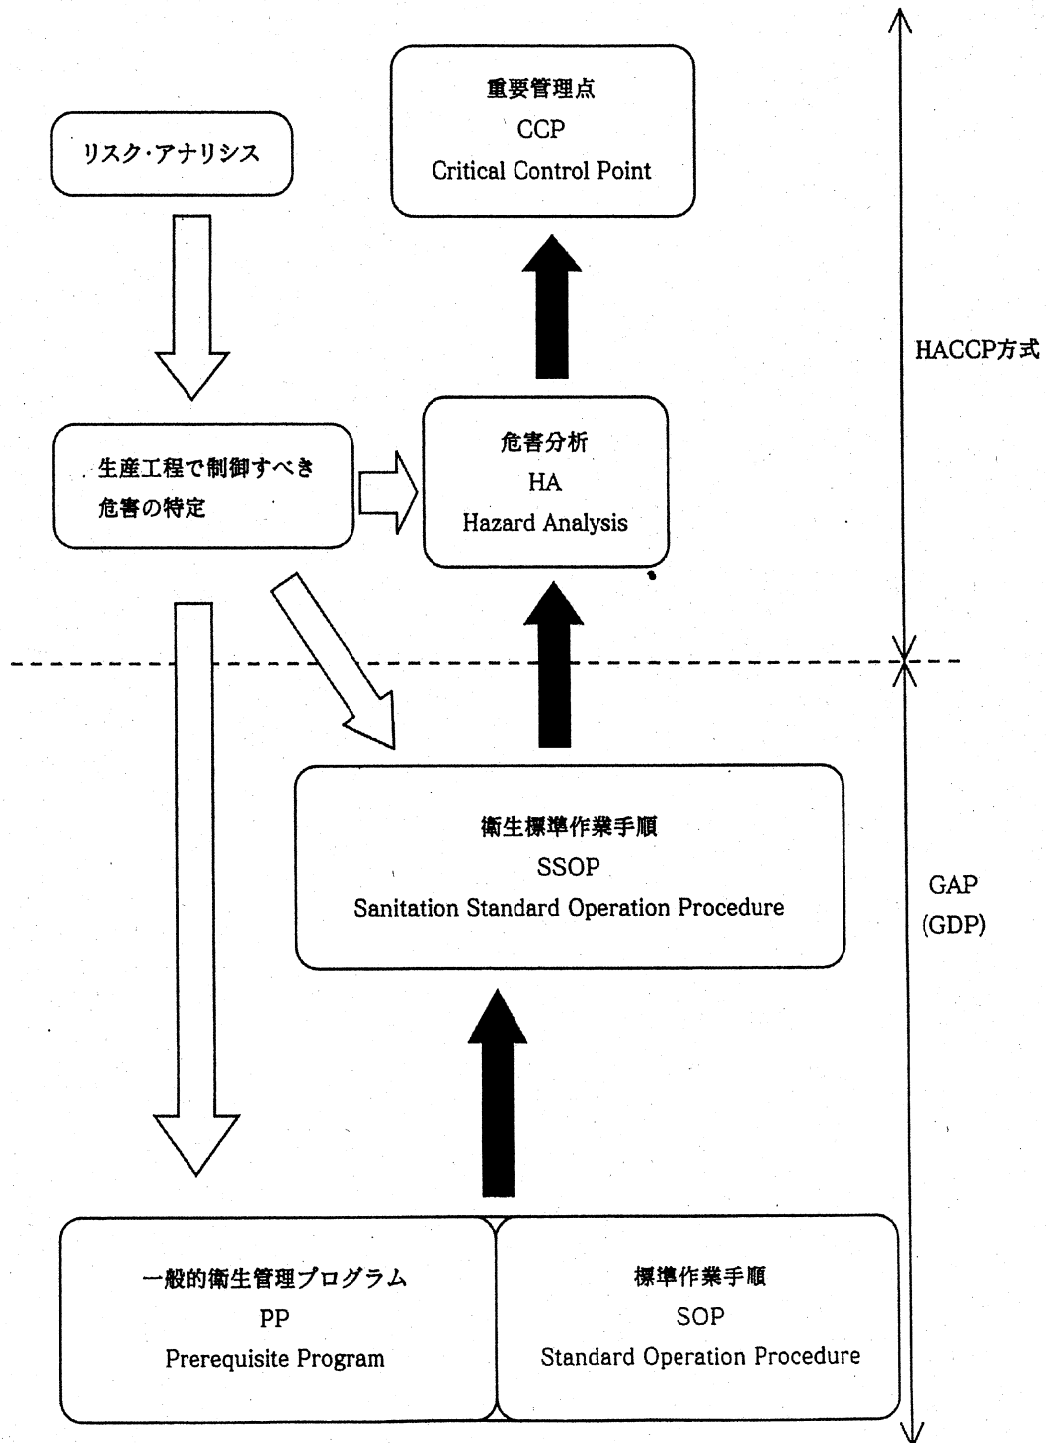 重要管理点
CCP
Critical Control Point
リスク･アナリシス
HACCP方式
生産工程で制御すべき
危害の特定
危害分析
HA
Hazard Analysis
衛生標準作業手順
SSOP
Sanitation Standard Operation Procedure
GAP
(GDP)
一般的衛生管理プログラム
PP
Prerequisite Program
標準作業手順
SOP
Standard Operation Procedure